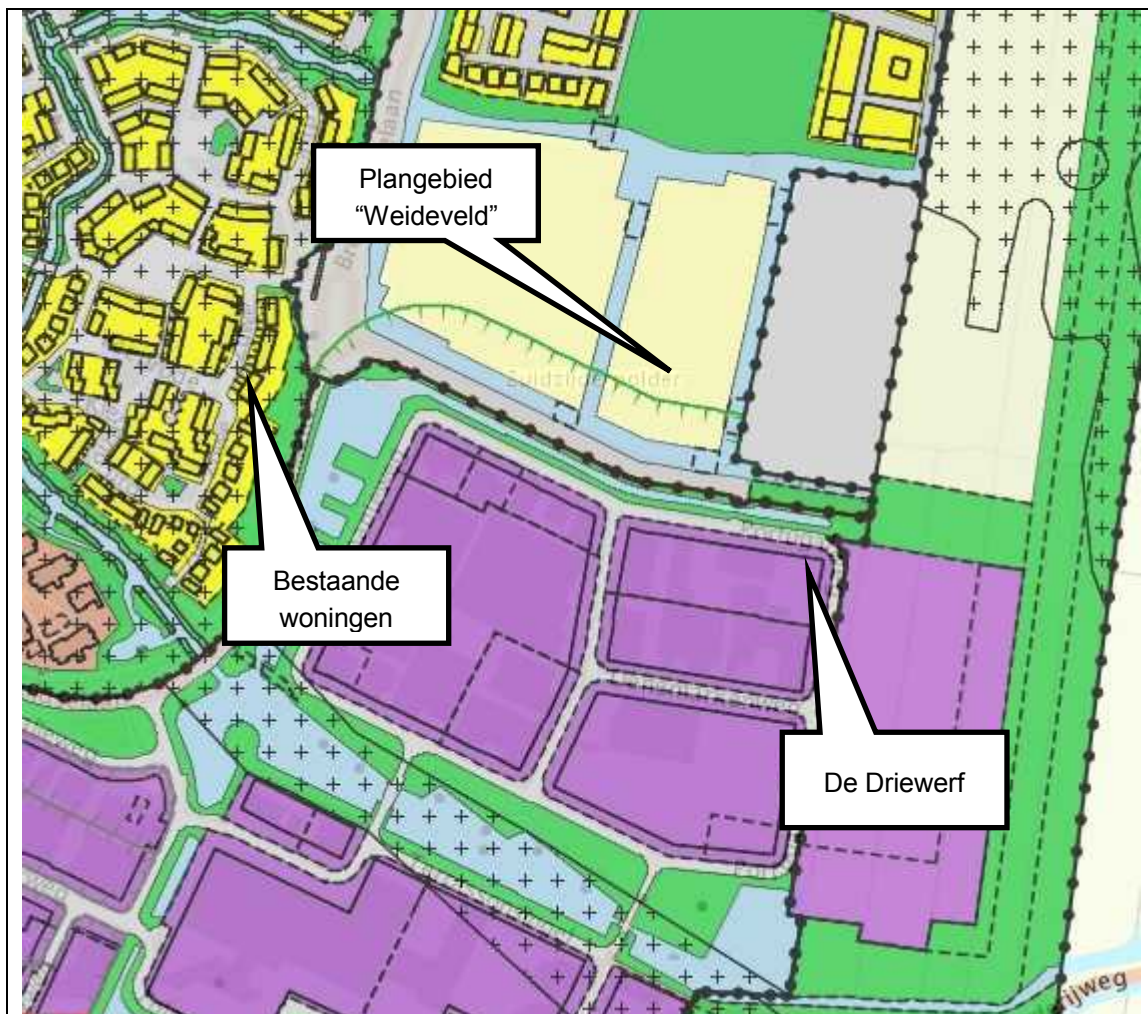 Plangebied
“Weideveld”
Bestaande
woningen
De Driewerf
Zuidzijderpolder
ijweg